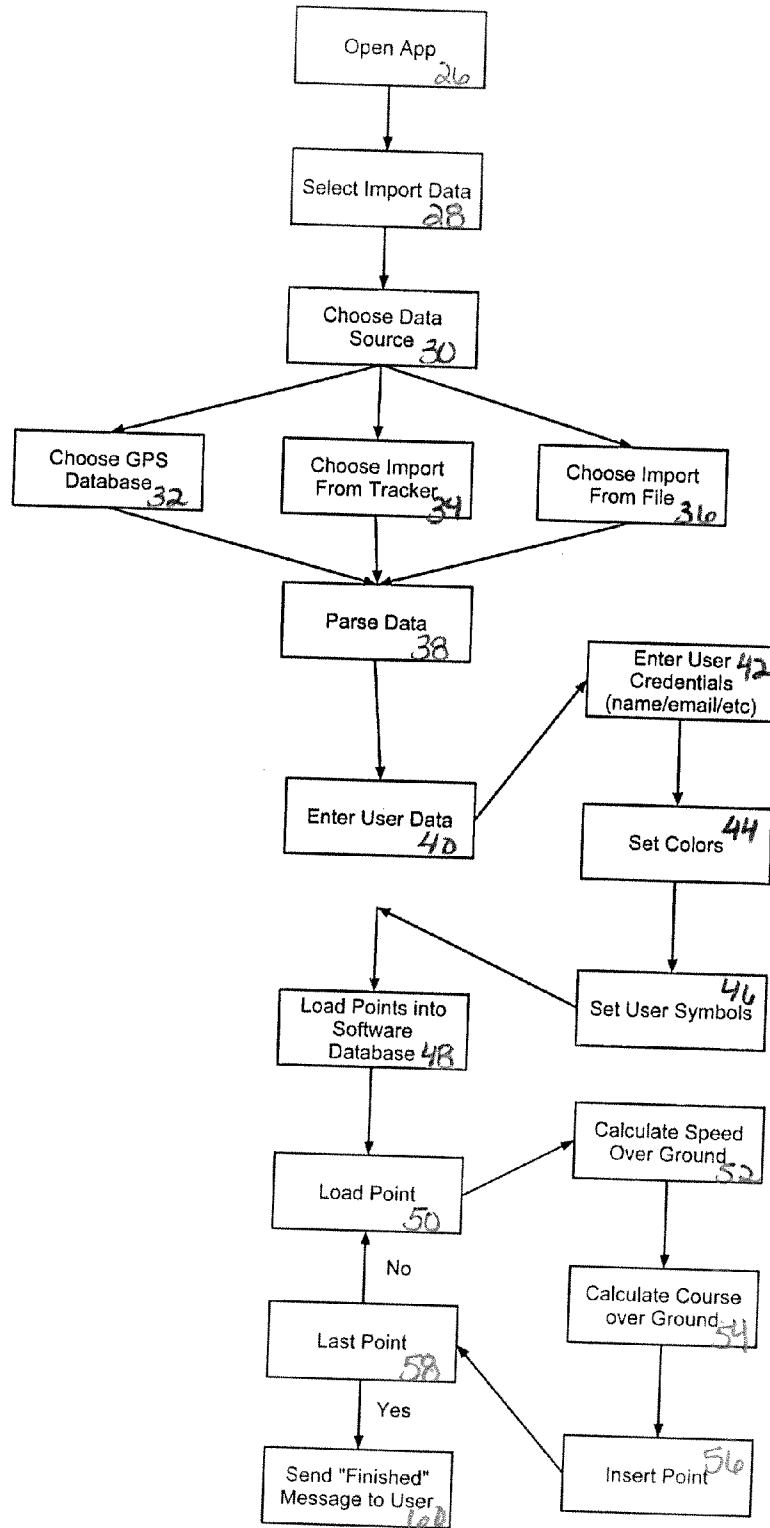 Open App
26
Select Import Data
28
Choose Data
Source 30
Choose GPS
Database 32
Choose Import
From Tracker
34
Choose Import
From File 36
Parse Data
38
Enter User 42
Credentials
(name/email/etc)
Enter User Data
40
44
Set Colors
46
Set User Symbols
Load Points into
Software
Database 48
Calculate Speed
Over Ground
52
Load Point
50
No
Calculate Course
over Ground 54
Last Point
58
Yes
56
Insert Point
Send "Finished"
Message to User
60